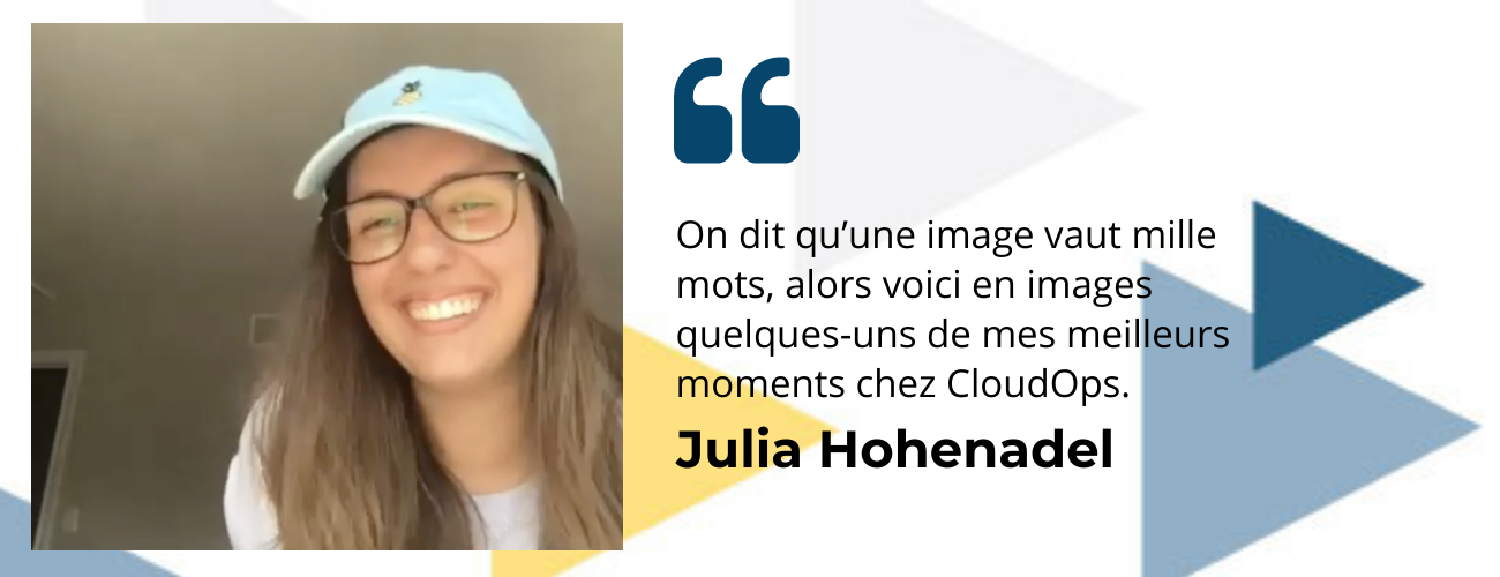 On dit qu’une image vaut mille
mots, alors voici en images
quelques-uns de mes meilleurs
moments chez CloudOps.
Julia Hohenadel